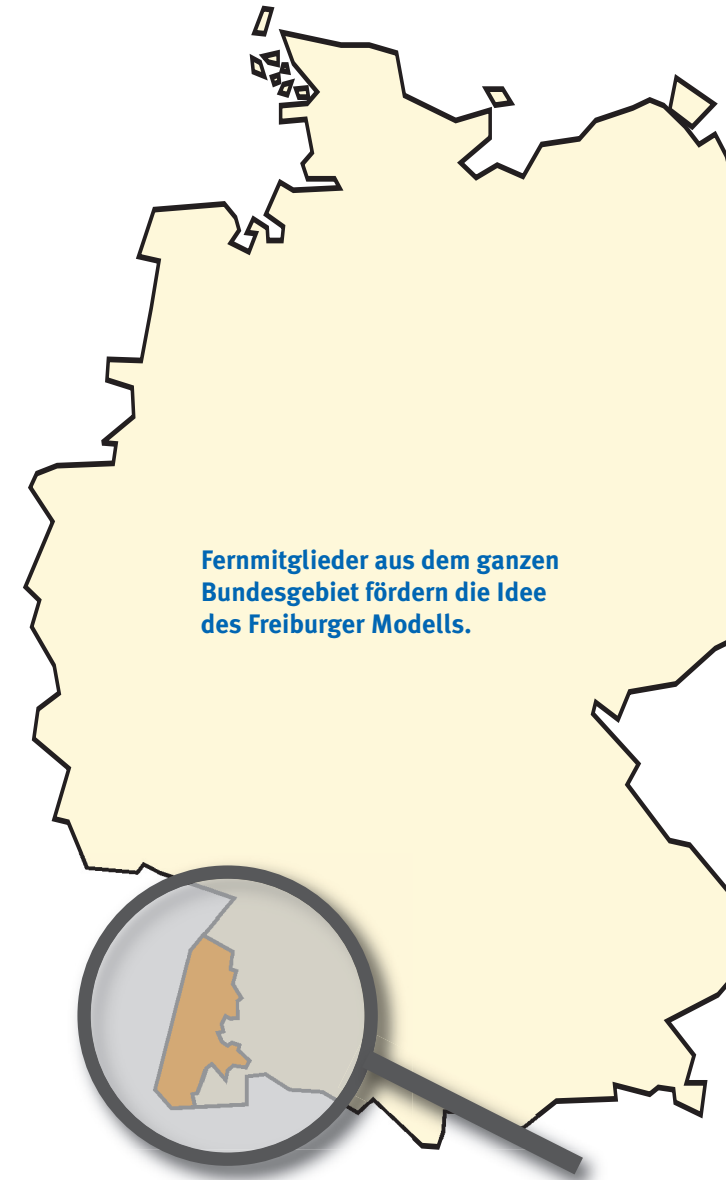 Fernmitglieder aus dem ganzen
Bundesgebiet fördern die Idee
des Freiburger Modells.